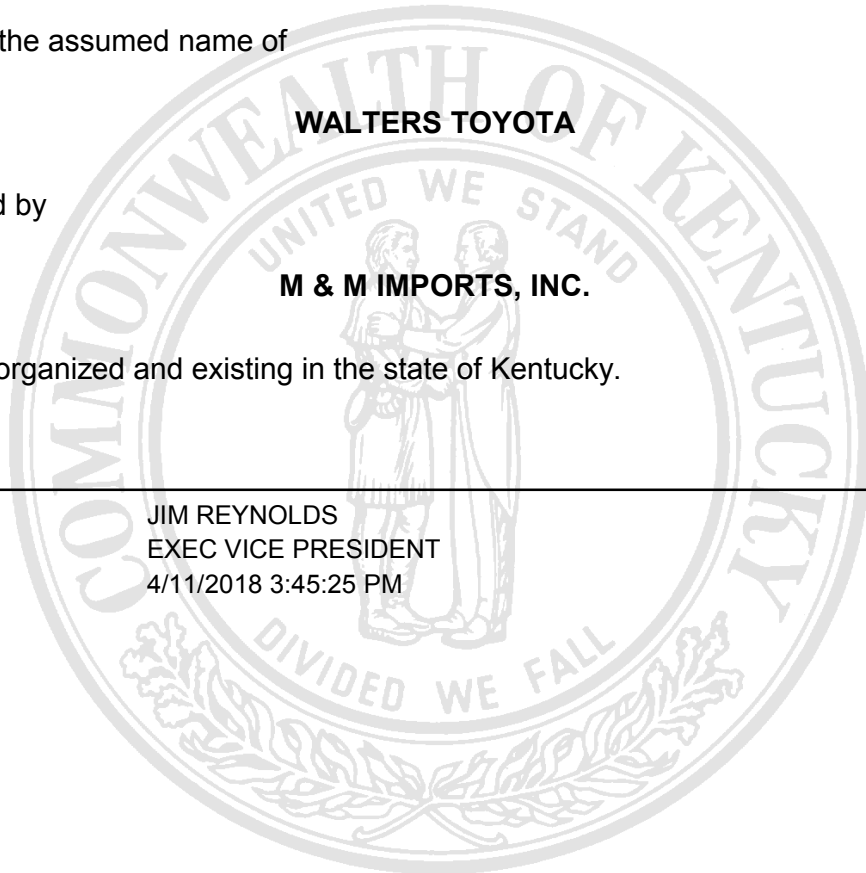 the assumed name of
WALTERS TOYOTA
d by
M & M IMPORTS, INC.
organized and existing in the state of Kentucky.
JIM REYNOLDS
EXEC VICE PRESIDENT
4/11/2018 3:45:25 PM
COMMONWEALTH OF KENTUCKY
UNITED WE STAND
DIVIDED WE FALL